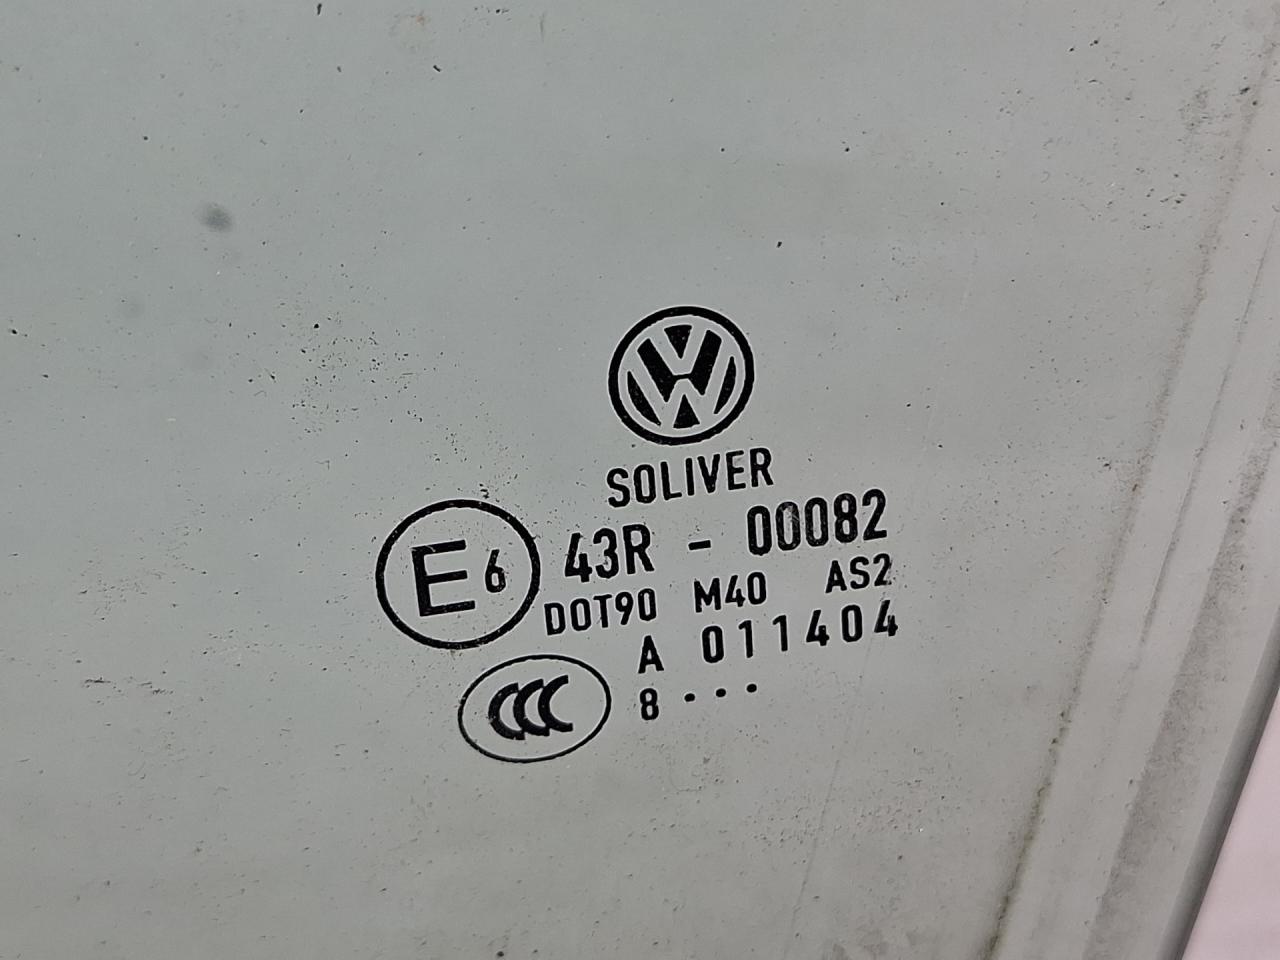 SOLIVER
E6 43R - 00082
DOT90 M40 AS2
A 011404
CCC 8 ...